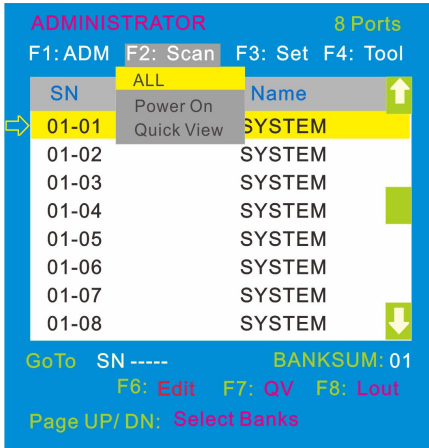 ADMINISTRATOR 8 Ports
F1: ADM F2: Scan F3: Set F4: Tool
ALL
Power On
Quick View
SN Name
01-01 SYSTEM
01-02 SYSTEM
01-03 SYSTEM
01-04 SYSTEM
01-05 SYSTEM
01-06 SYSTEM
01-07 SYSTEM
01-08 SYSTEM
GoTo SN ----- BANKSUM: 01
F6: Edit F7: QV F8: Lout
Page UP/ DN: Select Banks